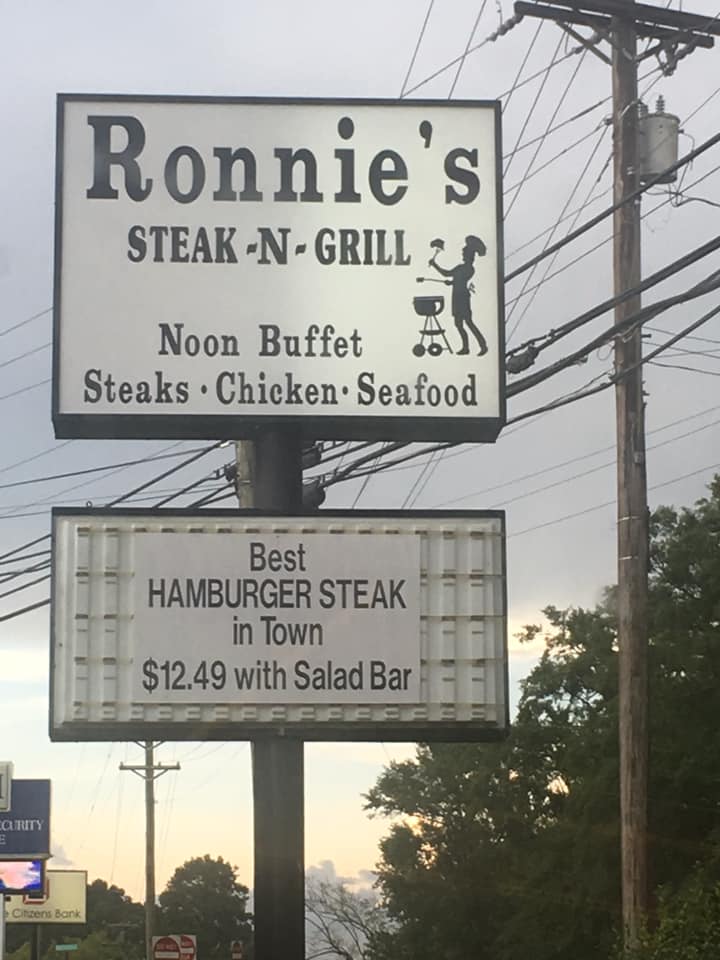 Ronnie's
STEAK-N-GRILL
Noon Buffet
Steaks · Chicken · Seafood
Best
HAMBURGER STEAK
in Town
$12.49 with Salad Bar
CURITY
E
e Citizens Bank